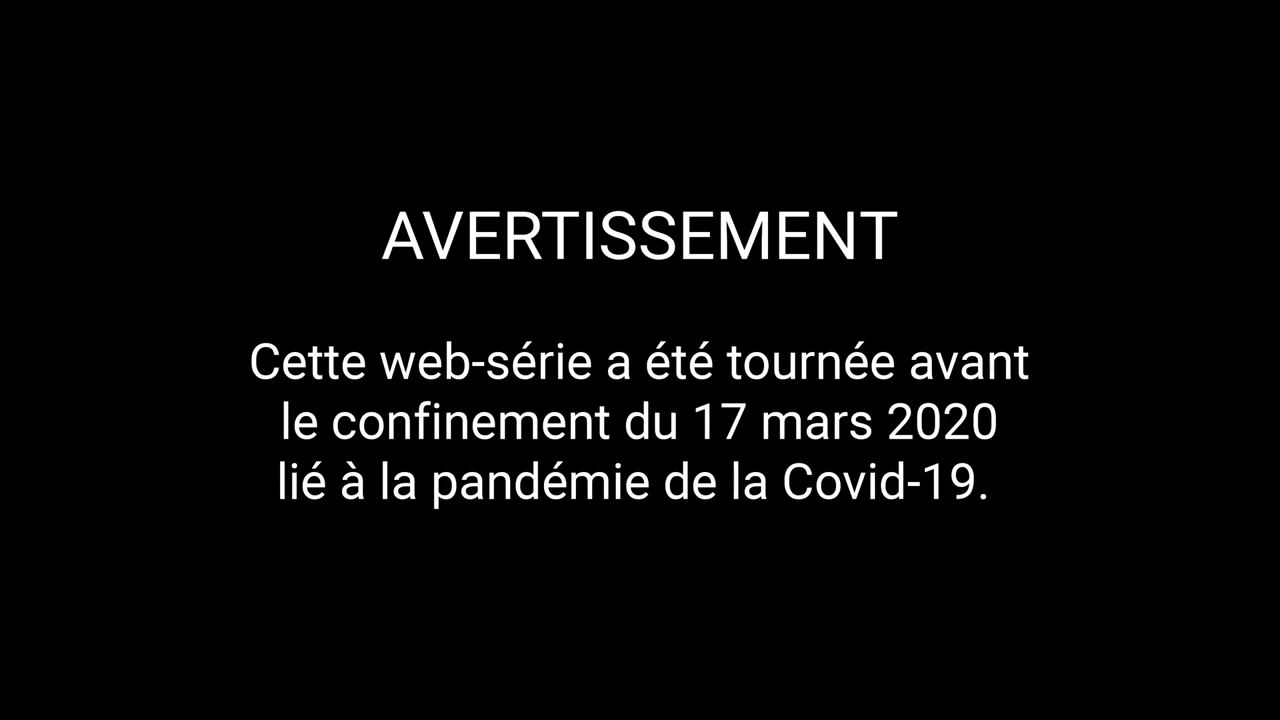 AVERTISSEMENT
Cette web-série a été tournée avant
le confinement du 17 mars 2020
lié à la pandémie de la Covid-19.